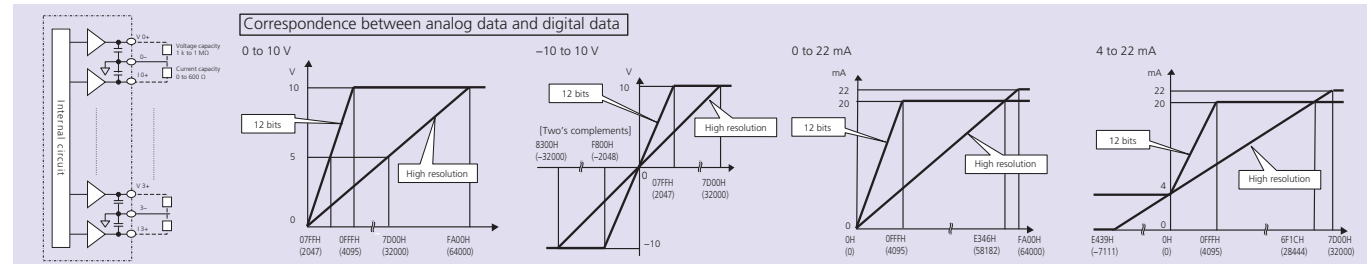 Correspondence between analog data and digital data
V 0+
0–
I 0+
Voltage capacity
1 k to 1 MΩ
Current capacity
0 to 600 Ω
Internal circuit
V 3+
3–
I 3+
0 to 10 V
V
10
5
0
12 bits
High resolution
07FFH
(2047)
0FFFH
(4095)
7D00H
(32000)
FA00H
(64000)
–10 to 10 V
V
10
12 bits
High resolution
[Two's complements]
8300H
(−32000)
F800H
(−2048)
0
07FFH
(2047)
7D00H
(32000)
–10
0 to 22 mA
mA
22
20
12 bits
High resolution
0
0H
(0)
0FFFH
(4095)
E346H
(58182)
FA00H
(64000)
4 to 22 mA
mA
22
20
12 bits
High resolution
4
0
E439H
(−7111)
0H
(0)
0FFFH
(4095)
6F1CH
(28444)
7D00H
(32000)